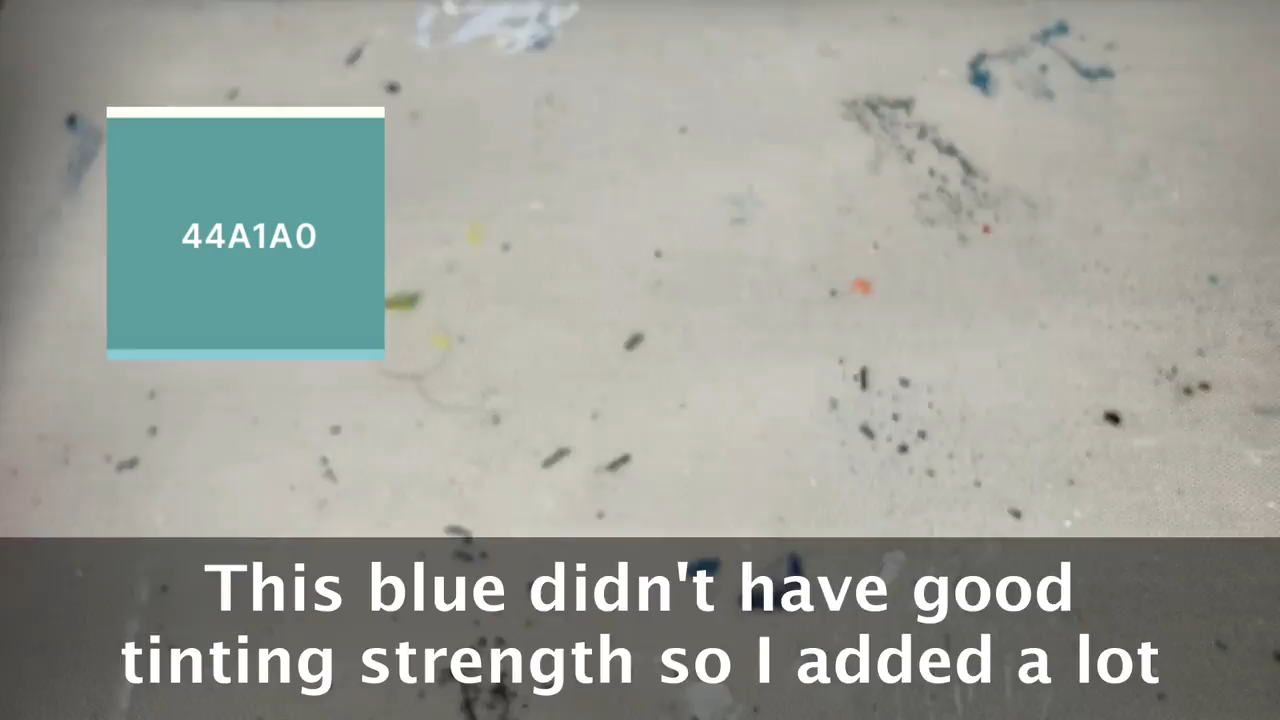 44A1A0
This blue didn't have good
tinting strength so I added a lot